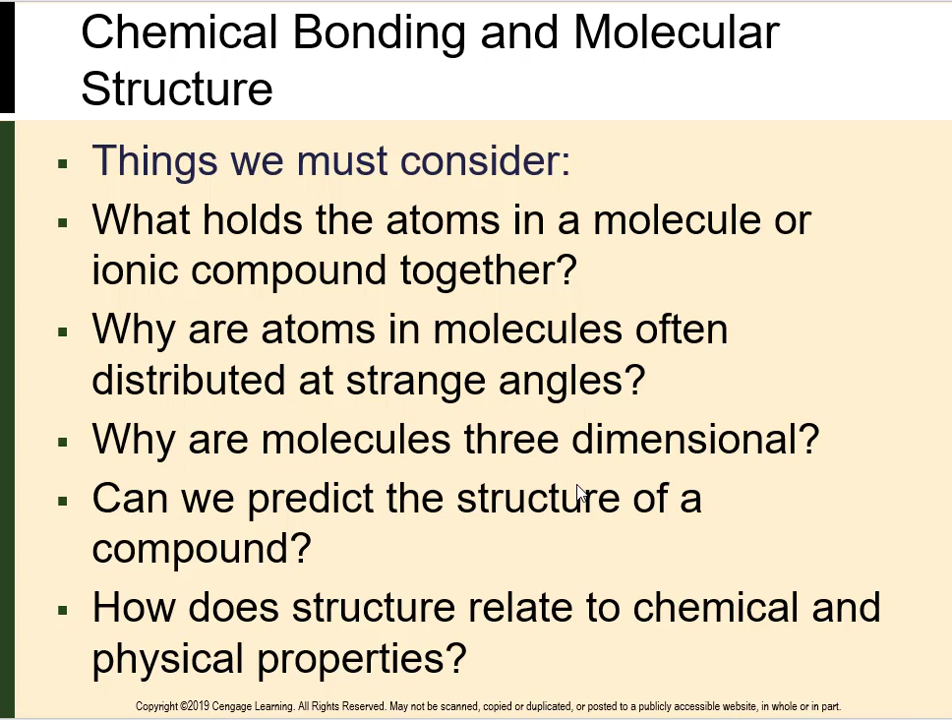 Chemical Bonding and Molecular
Structure
Things we must consider:
What holds the atoms in a molecule or
ionic compound together?
Why are atoms in molecules often
distributed at strange angles?
Why are molecules three dimensional?
Can we predict the structure of a
compound?
How does structure relate to chemical and
physical properties?
Copyright ©2019 Cengage Learning. All Rights Reserved. May not be scanned, copied or duplicated, or posted to a publicly accessible website, in whole or in part.